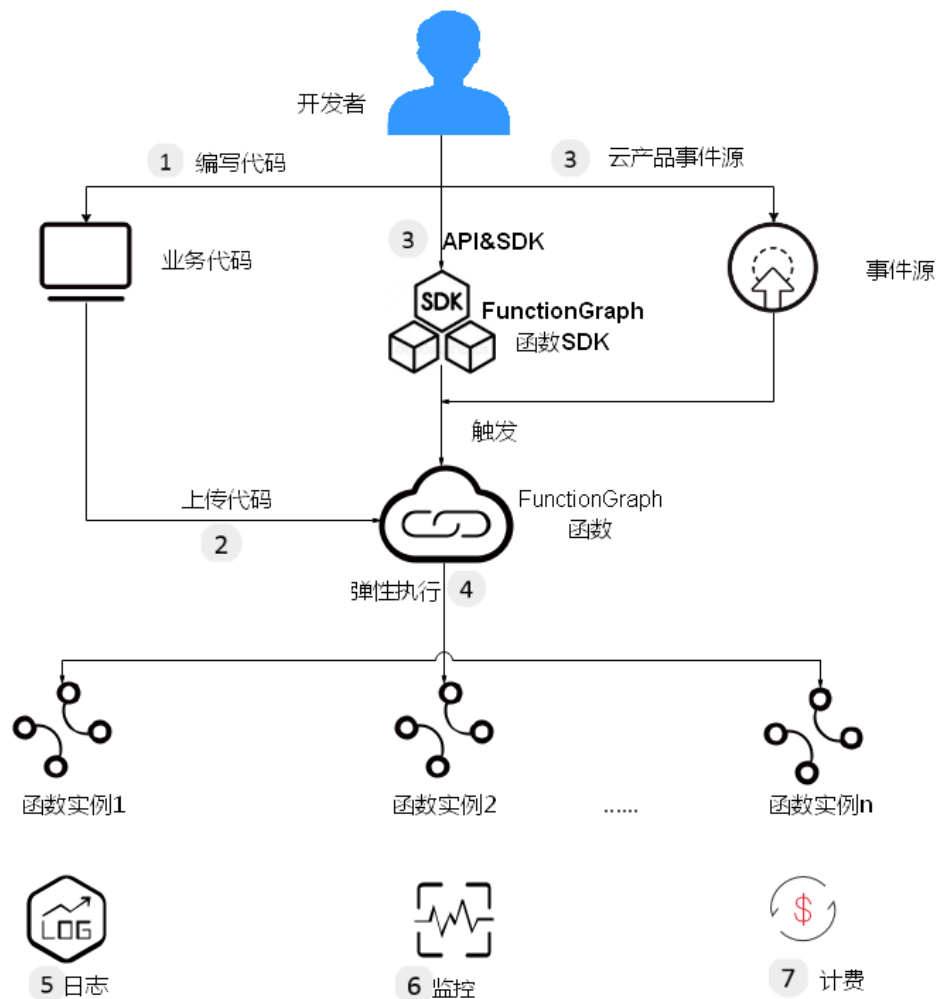 开发者
1 编写代码
3 云产品事件源
业务代码
3 API&SDK
事件源
SDK
FunctionGraph
函数SDK
触发
上传代码
2
FunctionGraph
函数
弹性执行 4
函数实例1
函数实例2
......
函数实例n
LOG
$
5 日志
6 监控
7 计费